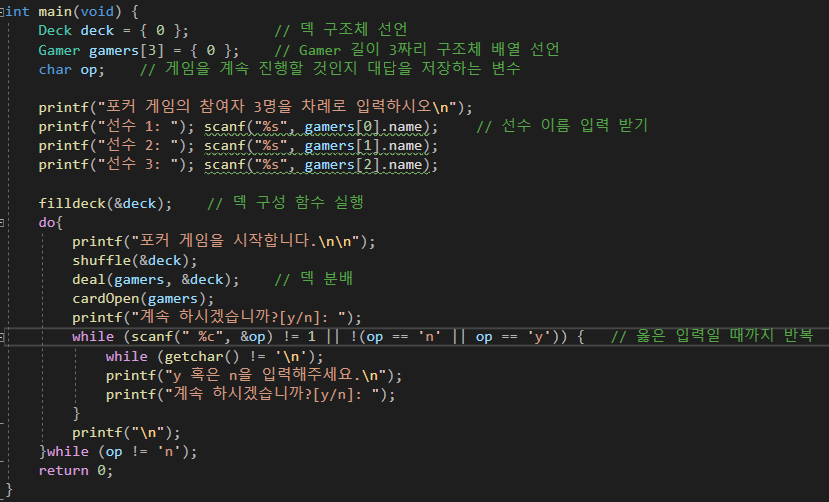 int main(void) {
Deck deck = { 0 };          // 덱 구조체 선언
Gamer gamers[3] = { 0 };    // Gamer 길이 3짜리 구조체 배열 선언
char op;    // 게임을 계속 진행할 것인지 대답을 저장하는 변수
printf("포커 게임의 참여자 3명을 차례로 입력하시오\n");
printf("선수 1: "); scanf("%s", gamers[0].name);    // 선수 이름 입력 받기
printf("선수 2: "); scanf("%s", gamers[1].name);
printf("선수 3: "); scanf("%s", gamers[2].name);
filldeck(&deck);    // 덱 구성 함수 실행
do{
printf("포커 게임을 시작합니다.\n\n");
shuffle(&deck);
deal(gamers, &deck);    // 덱 분배
cardOpen(gamers);
printf("계속 하시겠습니까?[y/n]: ");
while (scanf(" %c", &op) != 1 || !(op == 'n' || op == 'y')) {   // 옳은 입력일 때까지 반복
while (getchar() != '\n');
printf("y 혹은 n을 입력해주세요.\n");
printf("계속 하시겠습니까?[y/n]: ");
}
printf("\n");
}while (op != 'n');
return 0;
}